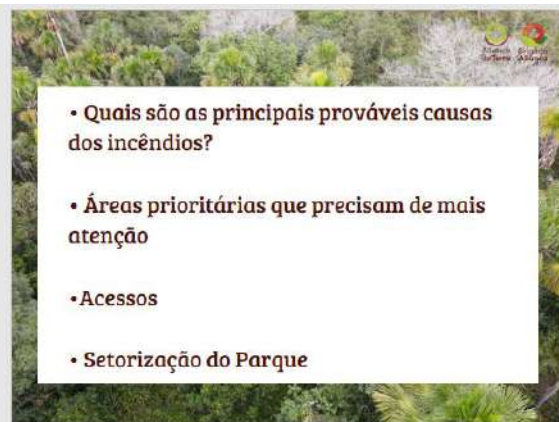 • Quais são as principais prováveis causas
dos incêndios?
• Áreas prioritárias que precisam de mais
atenção
•Acessos
• Setorização do Parque